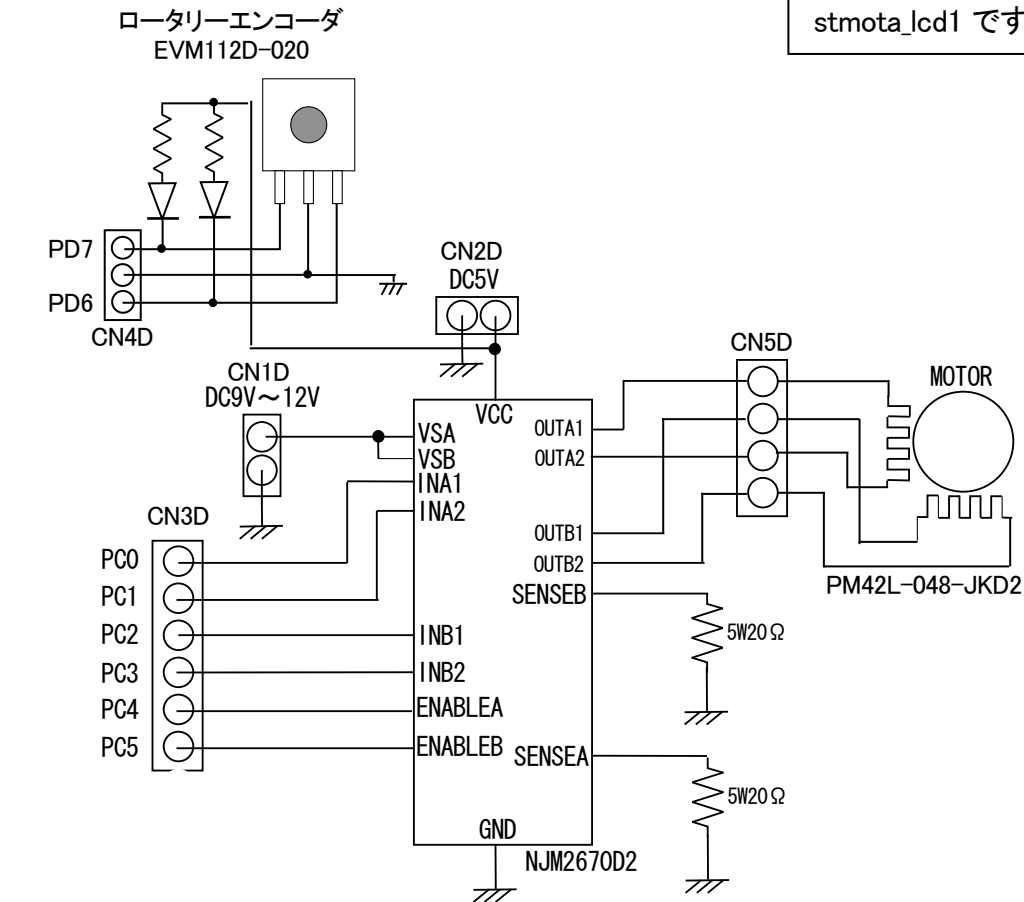 stmota_lcd1 です
ロータリーエンコーダ
EVM112D-020
PD7
PD6
CN4D
CN2D
DC5V
CN1D
DC9V～12V
CN5D
MOTOR
VCC
VSA
VSB
INA1
INA2
OUTA1
OUTA2
CN3D
PC0
PC1
PC2
PC3
PC4
PC5
OUTB1
OUTB2
SENSEB
PM42L-048-JKD2
INB1
INB2
ENABLEA
ENABLEB
5W20Ω
SENSEA
5W20Ω
GND
NJM2670D2